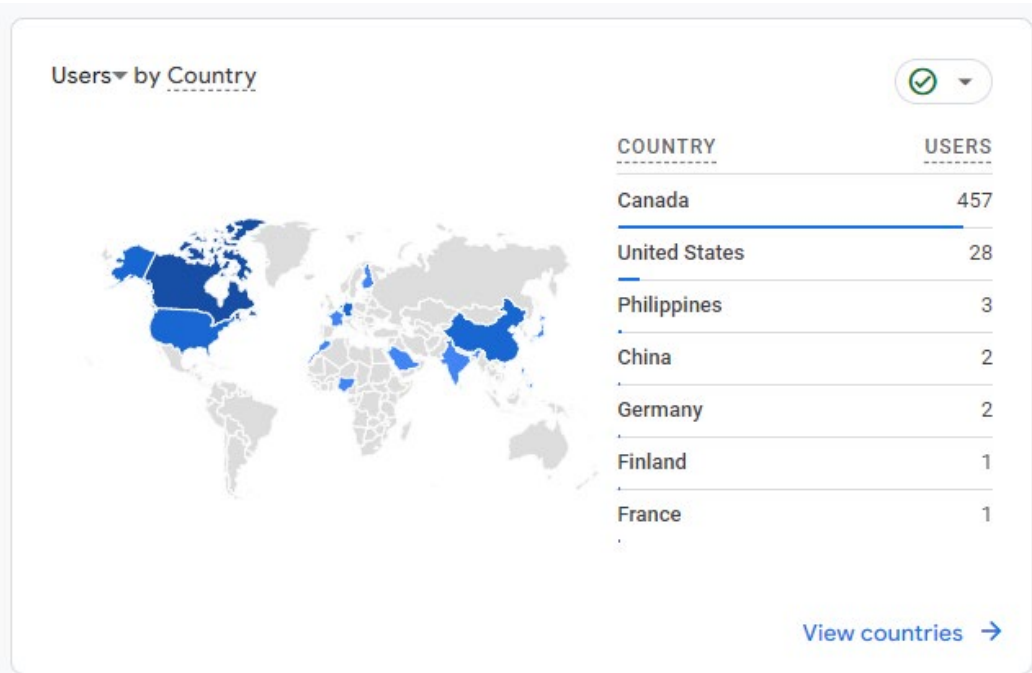 Users by Country
COUNTRY USERS
Canada 457
United States 28
Philippines 3
China 2
Germany 2
Finland 1
France 1
View countries